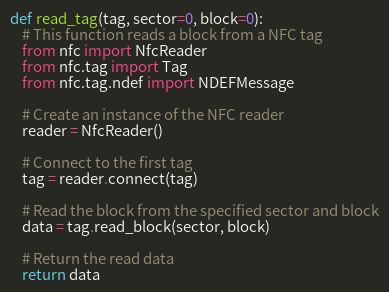 def read_tag(tag, sector=0, block=0):
# This function reads a block from a NFC tag
from nfc import NfcReader
from nfc.tag import Tag
from nfc.tag.ndef import NDEFMessage
# Create an instance of the NFC reader
reader = NfcReader()
# Connect to the first tag
tag = reader.connect(tag)
# Read the block from the specified sector and block
data = tag.read_block(sector, block)
# Return the read data
return data